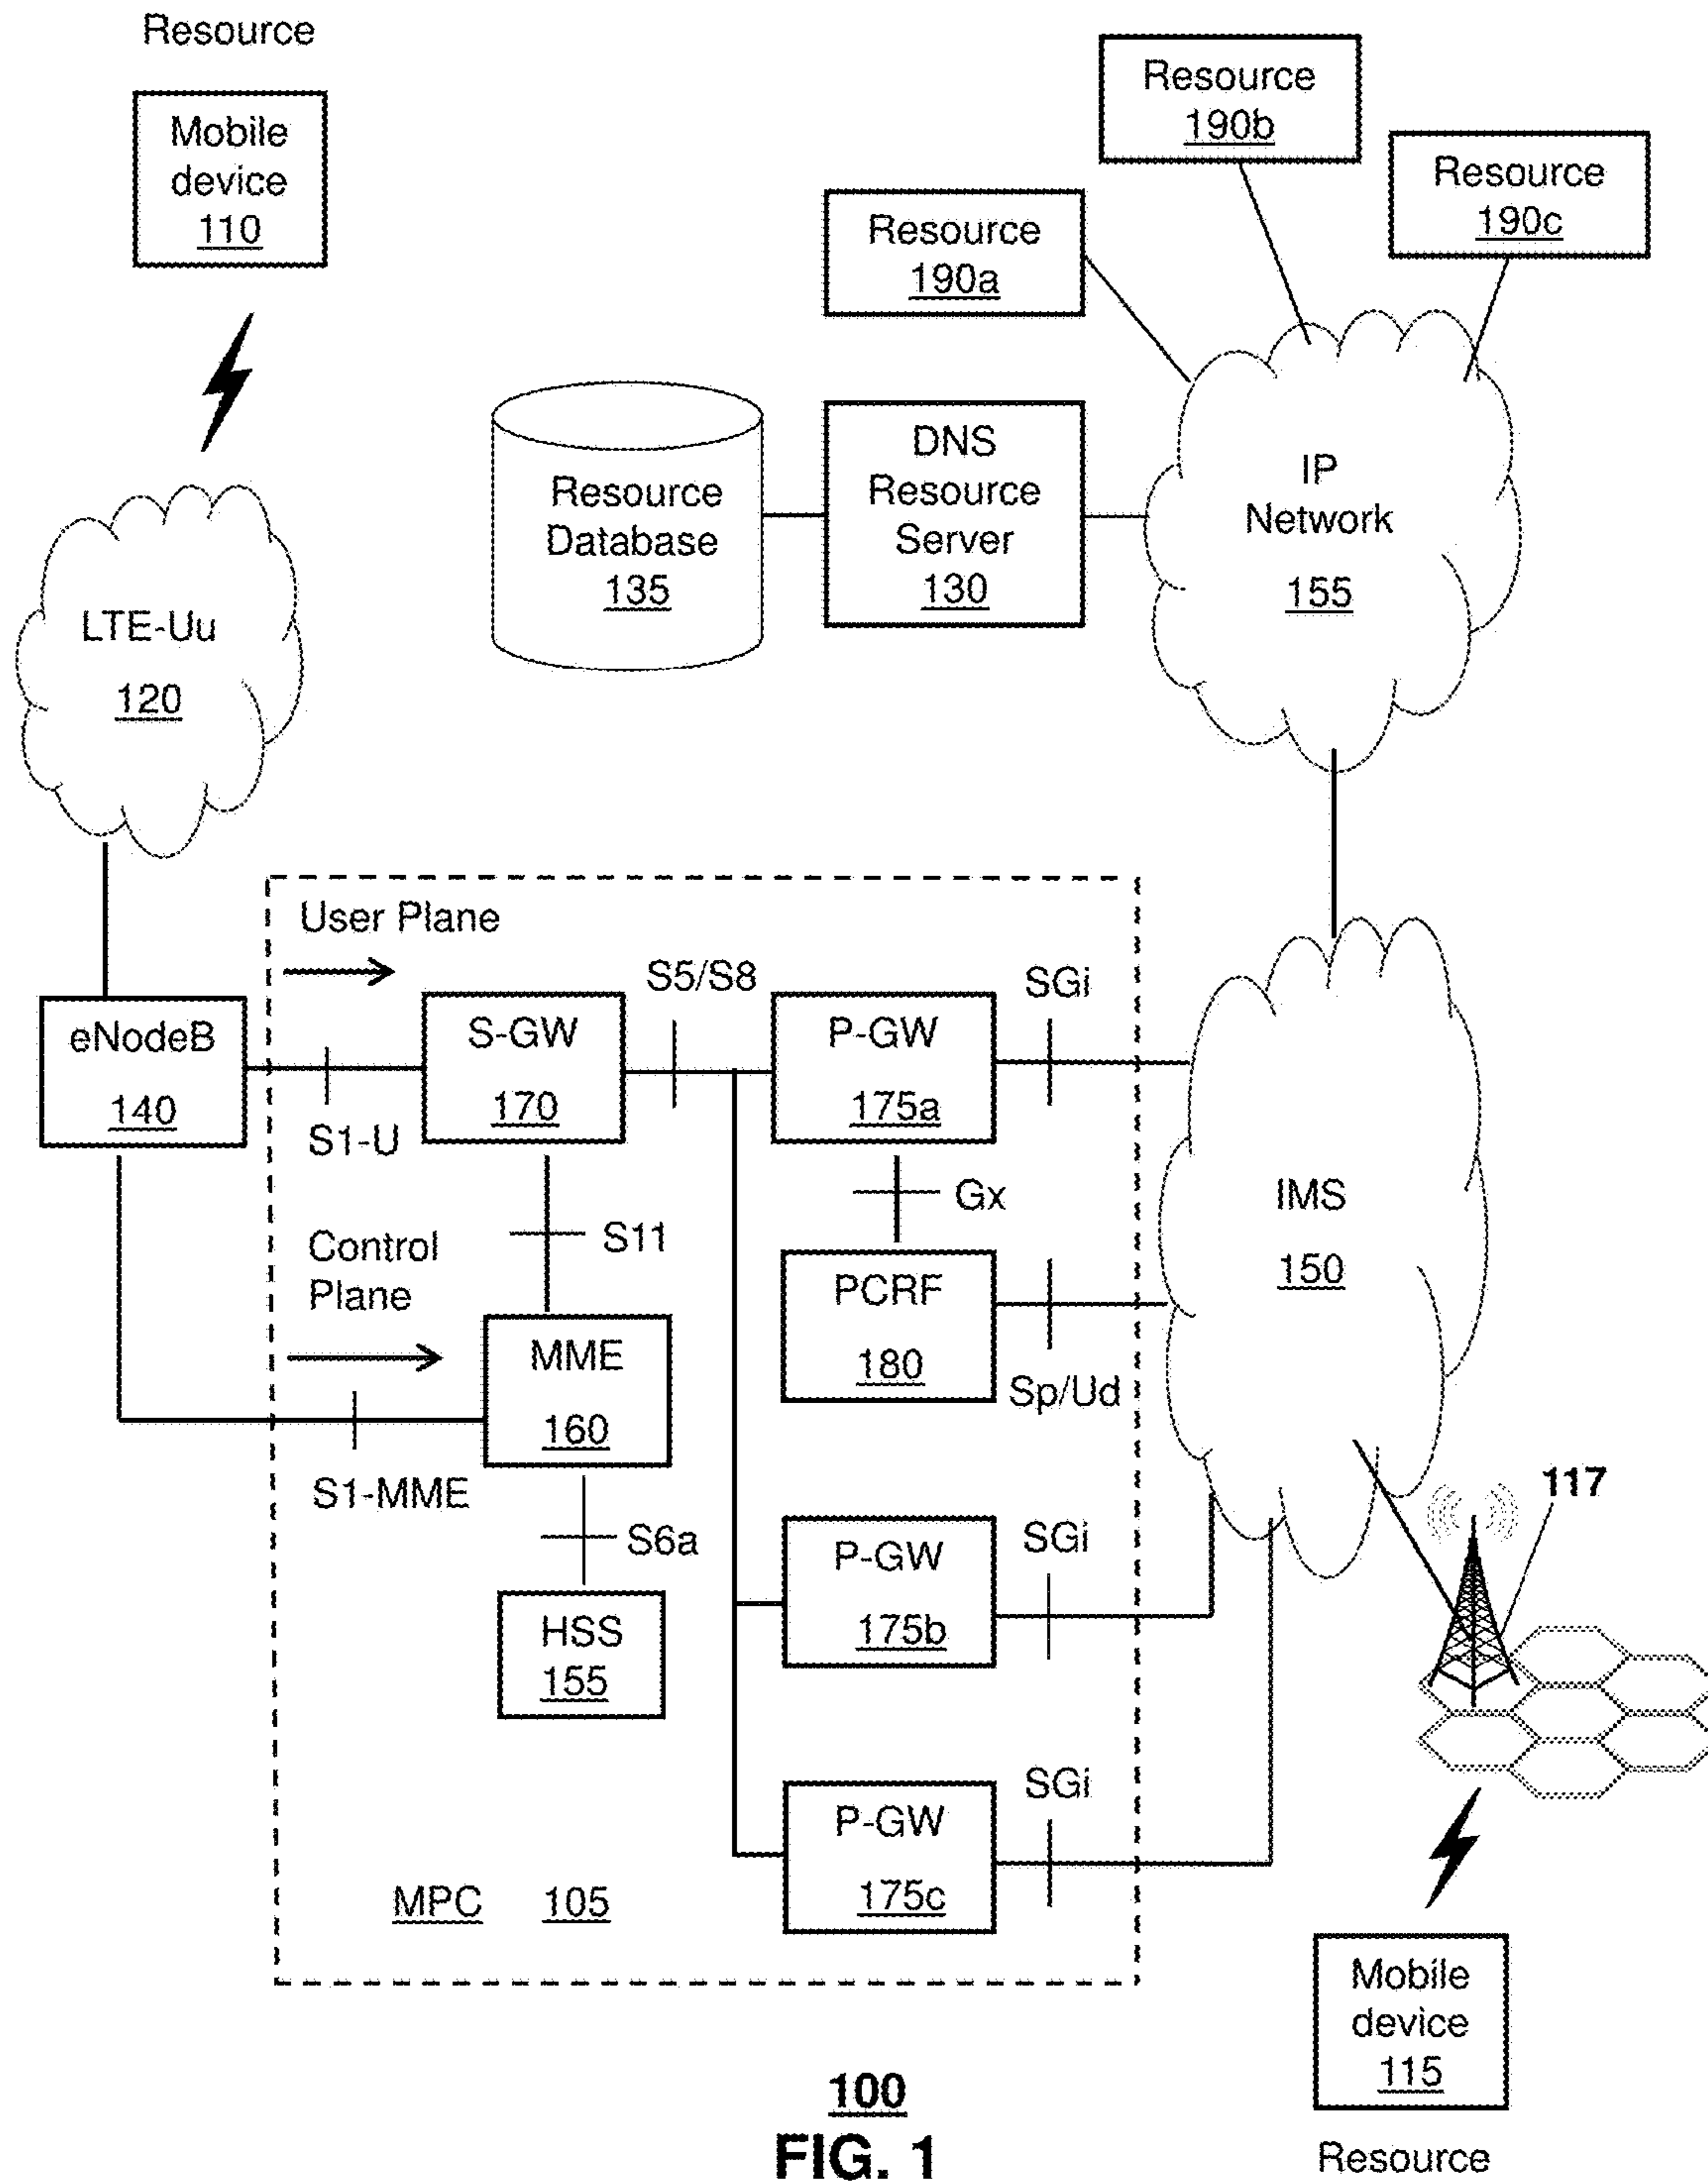 Resource
Mobile
device
110
Resource
190b
Resource
190c
Resource
190a
Resource
Database
135
DNS
Resource
Server
130
IP
Network
155
LTE-Uu
120
User Plane
S5/S8
SGi
eNodeB
140
S1-U
S-GW
170
P-GW
175a
Gx
S11
Control
Plane
PCRF
180
Sp/Ud
IMS
150
MME
160
S1-MME
S6a
HSS
155
P-GW
175b
SGi
117
P-GW
175c
SGi
MPC 105
Mobile
device
115
Resource
100
FIG. 1